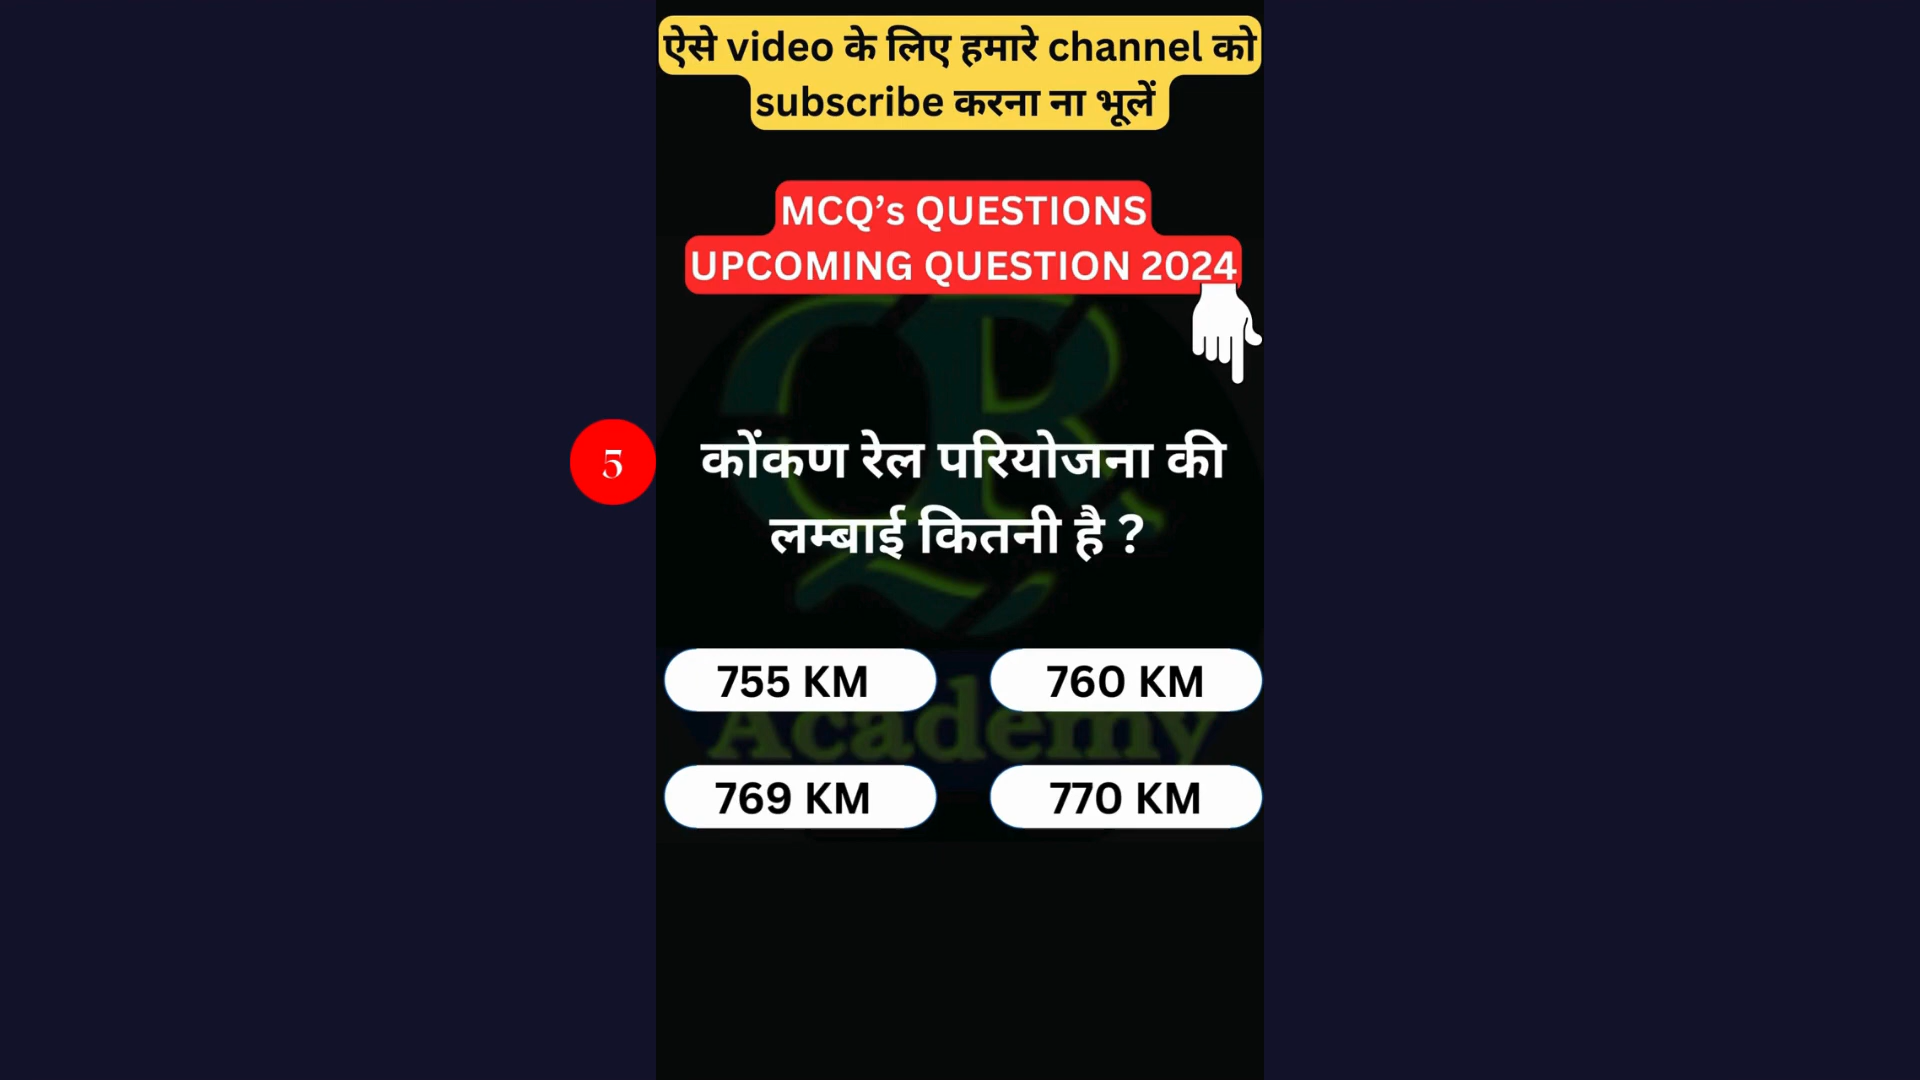 ऐसे video के लिए हमारे channel को
subscribe करना ना भूलें
MCQ’s QUESTIONS
UPCOMING QUESTION 2024
5
कोंकण रेल परियोजना की
लम्बाई कितनी है ?
755 KM
760 KM
Academy
769 KM
770 KM